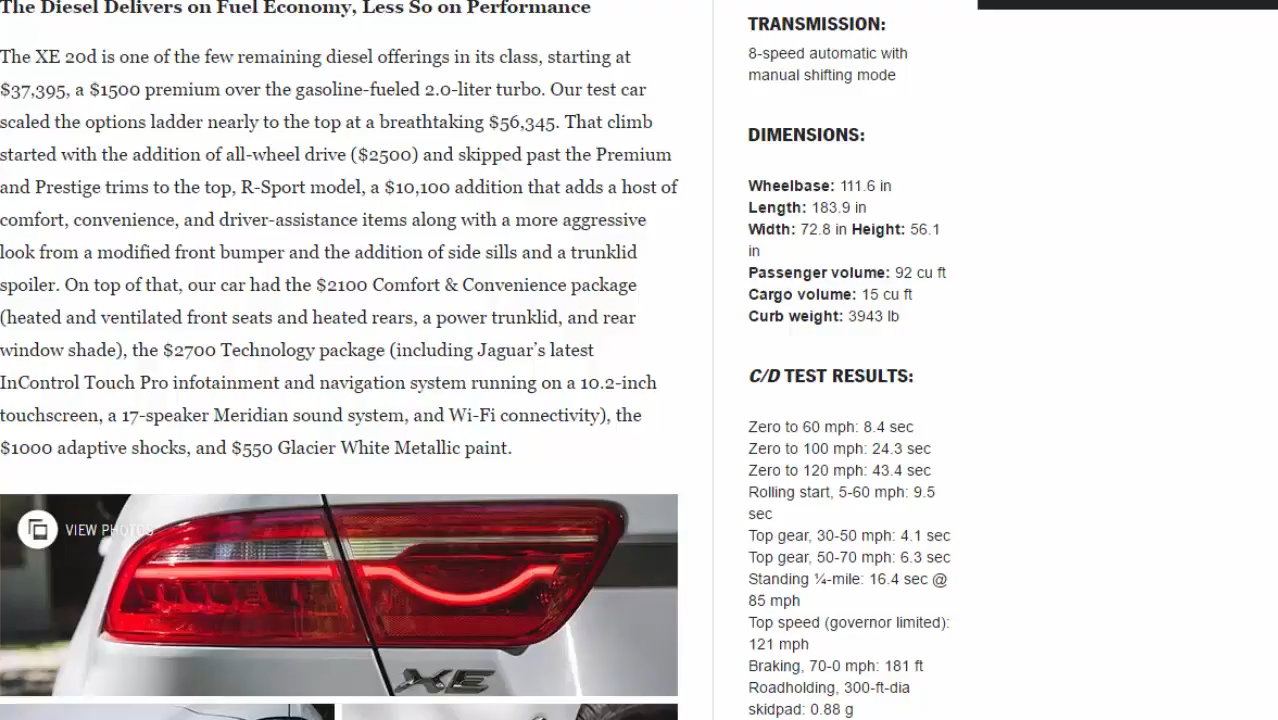 The Diesel Delivers on Fuel Economy, Less So on Performance
The XE 20d is one of the few remaining diesel offerings in its class, starting at
$37,395, a $1500 premium over the gasoline-fueled 2.0-liter turbo. Our test car
scaled the options ladder nearly to the top at a breathtaking $56,345. That climb
started with the addition of all-wheel drive ($2500) and skipped past the Premium
and Prestige trims to the top, R-Sport model, a $10,100 addition that adds a host of
comfort, convenience, and driver-assistance items along with a more aggressive
look from a modified front bumper and the addition of side sills and a trunklid
spoiler. On top of that, our car had the $2100 Comfort & Convenience package
(heated and ventilated front seats and heated rears, a power trunklid, and rear
window shade), the $2700 Technology package (including Jaguar’s latest
InControl Touch Pro infotainment and navigation system running on a 10.2-inch
touchscreen, a 17-speaker Meridian sound system, and Wi-Fi connectivity), the
$1000 adaptive shocks, and $550 Glacier White Metallic paint.
VIEW PHOTOS
XE
TRANSMISSION:
8-speed automatic with
manual shifting mode
DIMENSIONS:
Wheelbase: 111.6 in
Length: 183.9 in
Width: 72.8 in Height: 56.1
in
Passenger volume: 92 cu ft
Cargo volume: 15 cu ft
Curb weight: 3943 lb
C/D TEST RESULTS:
Zero to 60 mph: 8.4 sec
Zero to 100 mph: 24.3 sec
Zero to 120 mph: 43.4 sec
Rolling start, 5-60 mph: 9.5
sec
Top gear, 30-50 mph: 4.1 sec
Top gear, 50-70 mph: 6.3 sec
Standing ¼-mile: 16.4 sec @
85 mph
Top speed (governor limited):
121 mph
Braking, 70-0 mph: 181 ft
Roadholding, 300-ft-dia
skidpad: 0.88 g